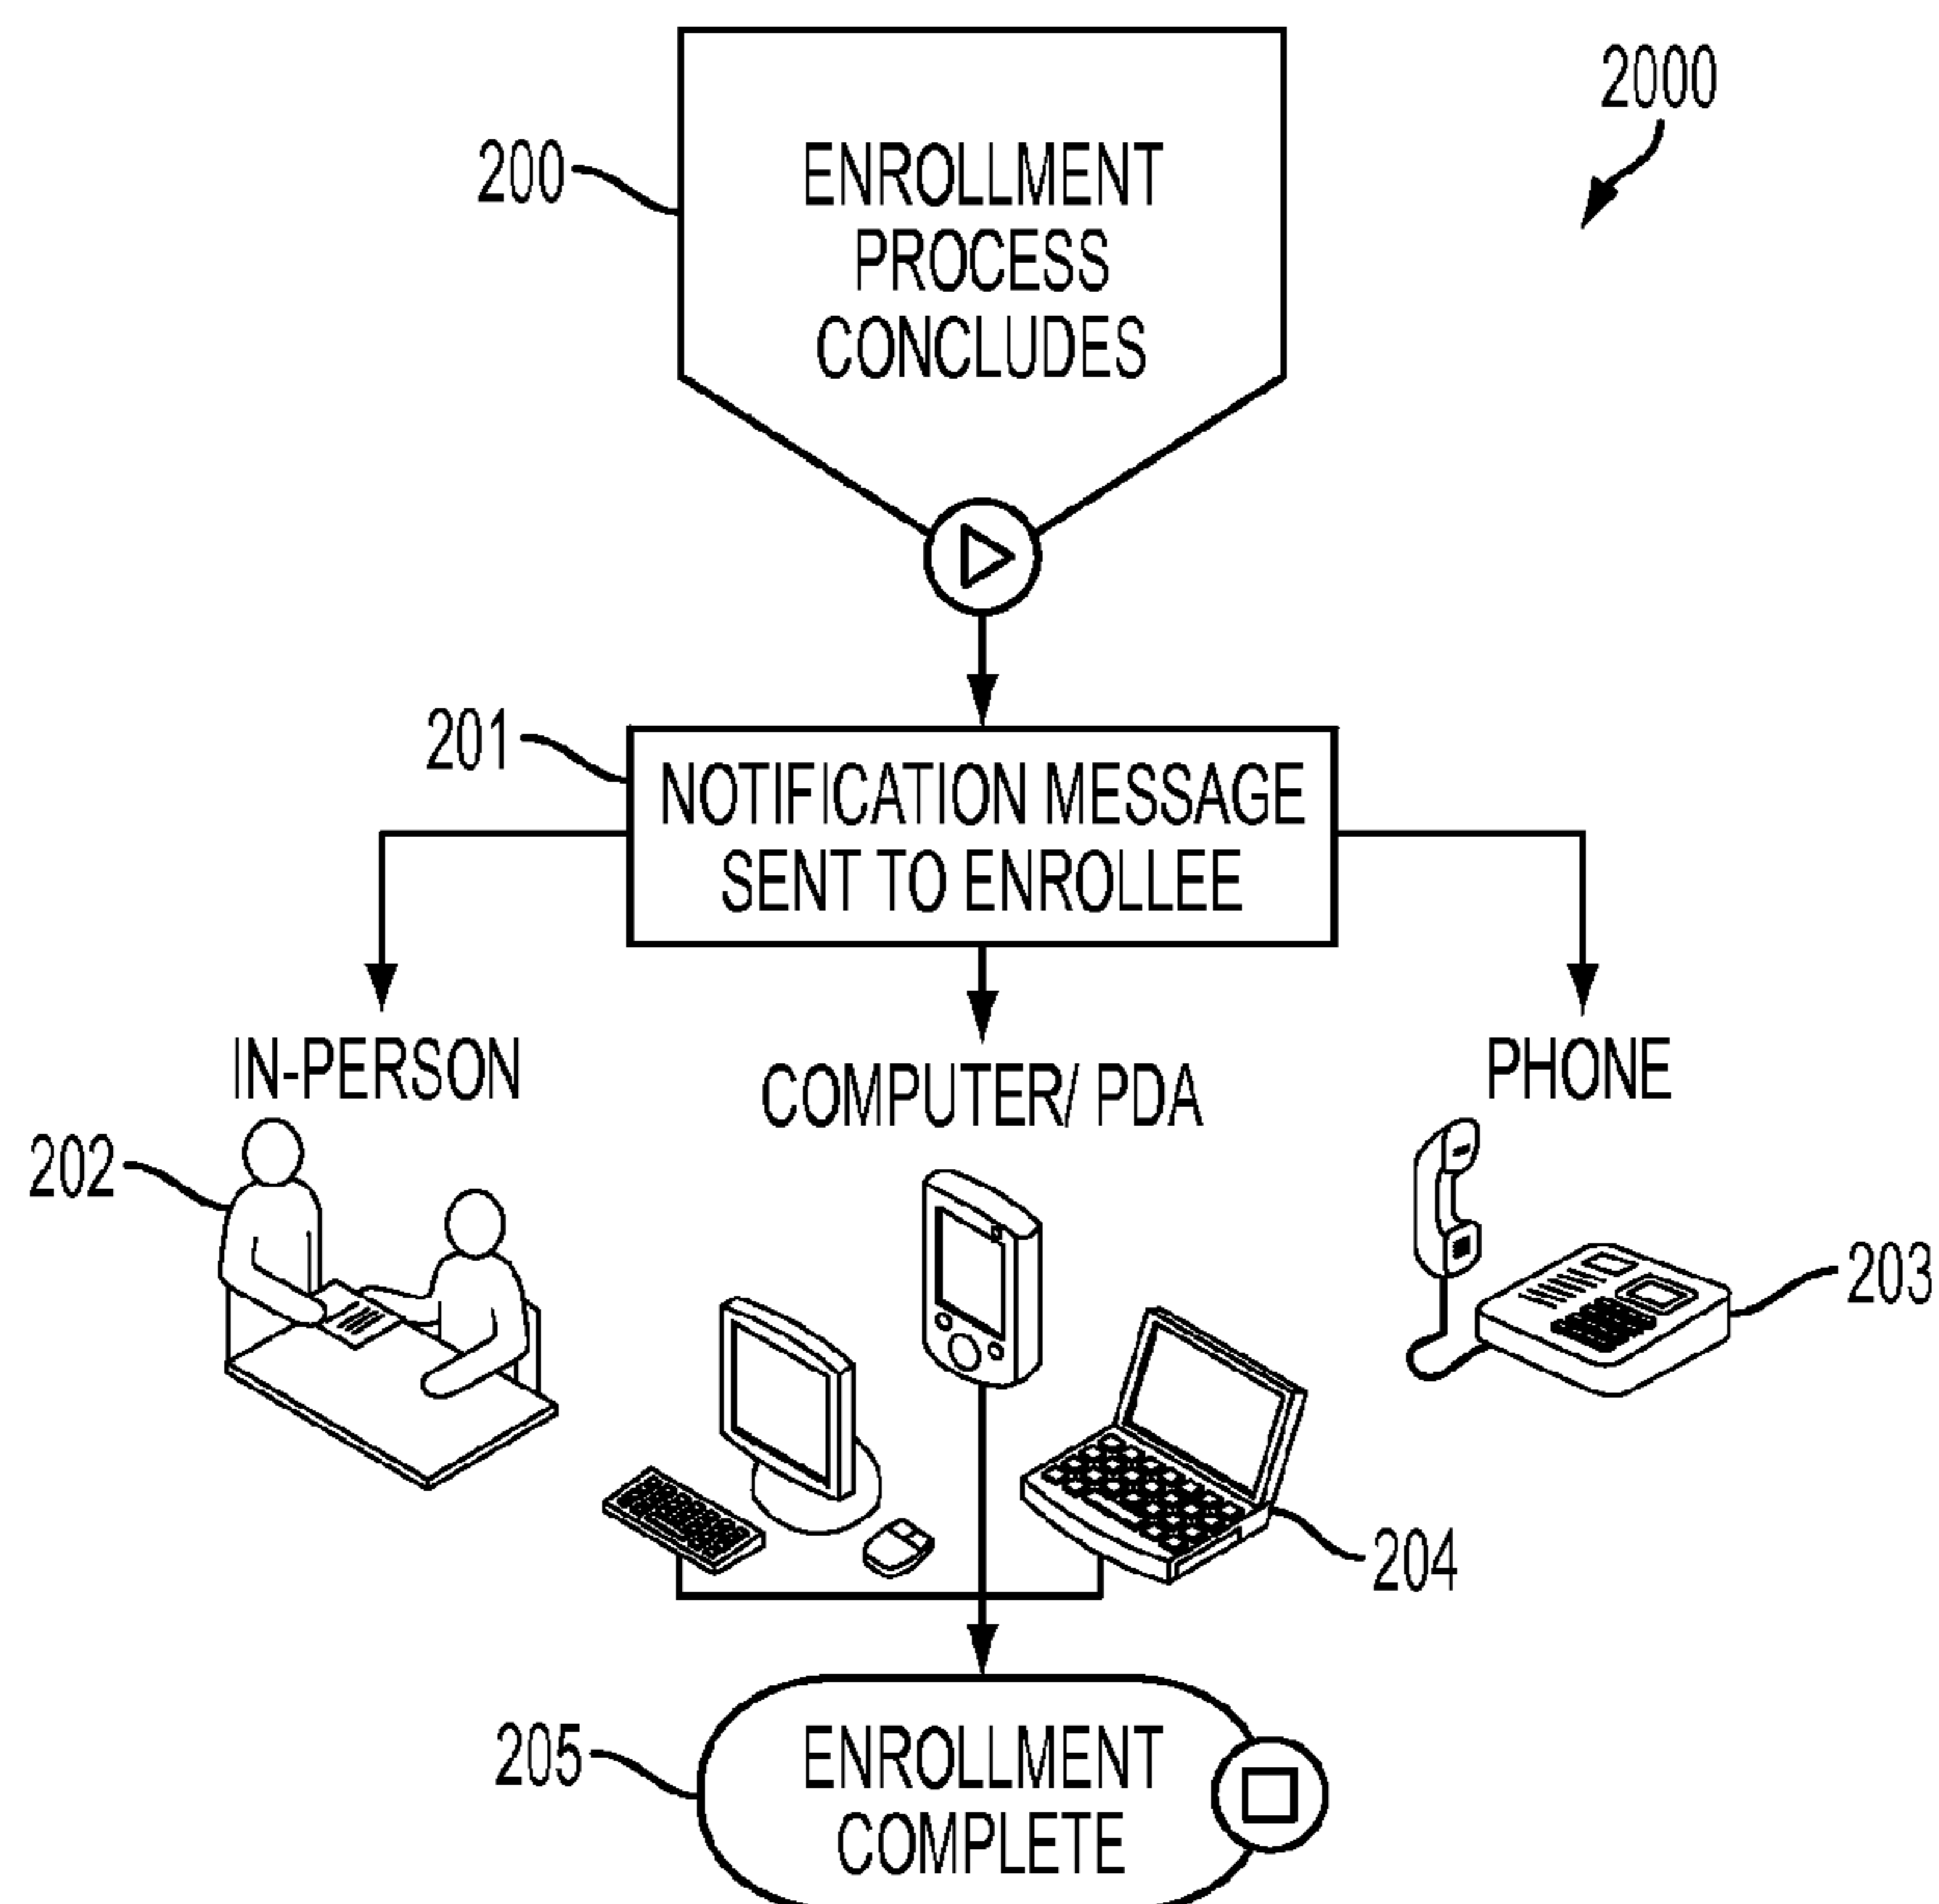 2000
200
ENROLLMENT
PROCESS
CONCLUDES
201
NOTIFICATION MESSAGE
SENT TO ENROLLEE
IN-PERSON
COMPUTER/ PDA
PHONE
202
203
204
205
ENROLLMENT
COMPLETE